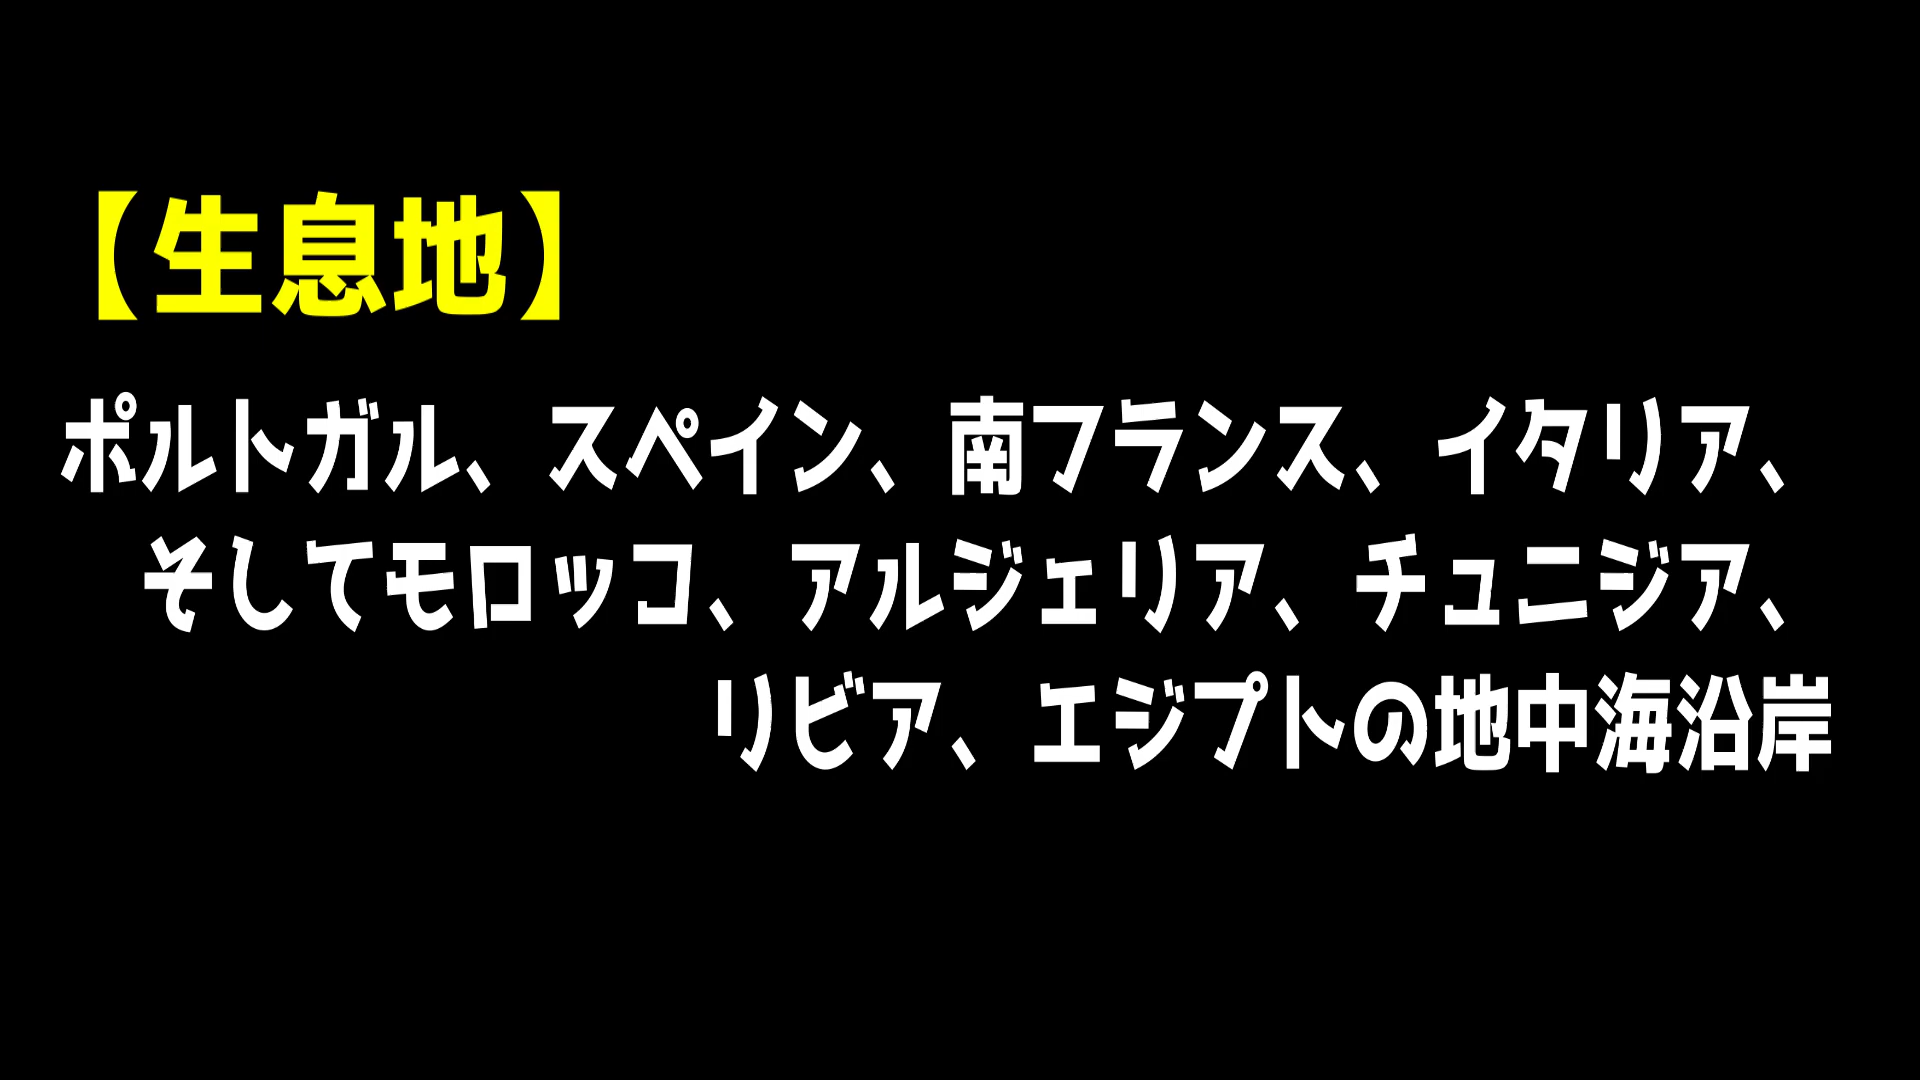 【生息地】
ポルトガル、スペイン、南フランス、イタリア、
そしてモロッコ、アルジェリア、チュニジア、
リビア、エジプトの地中海沿岸